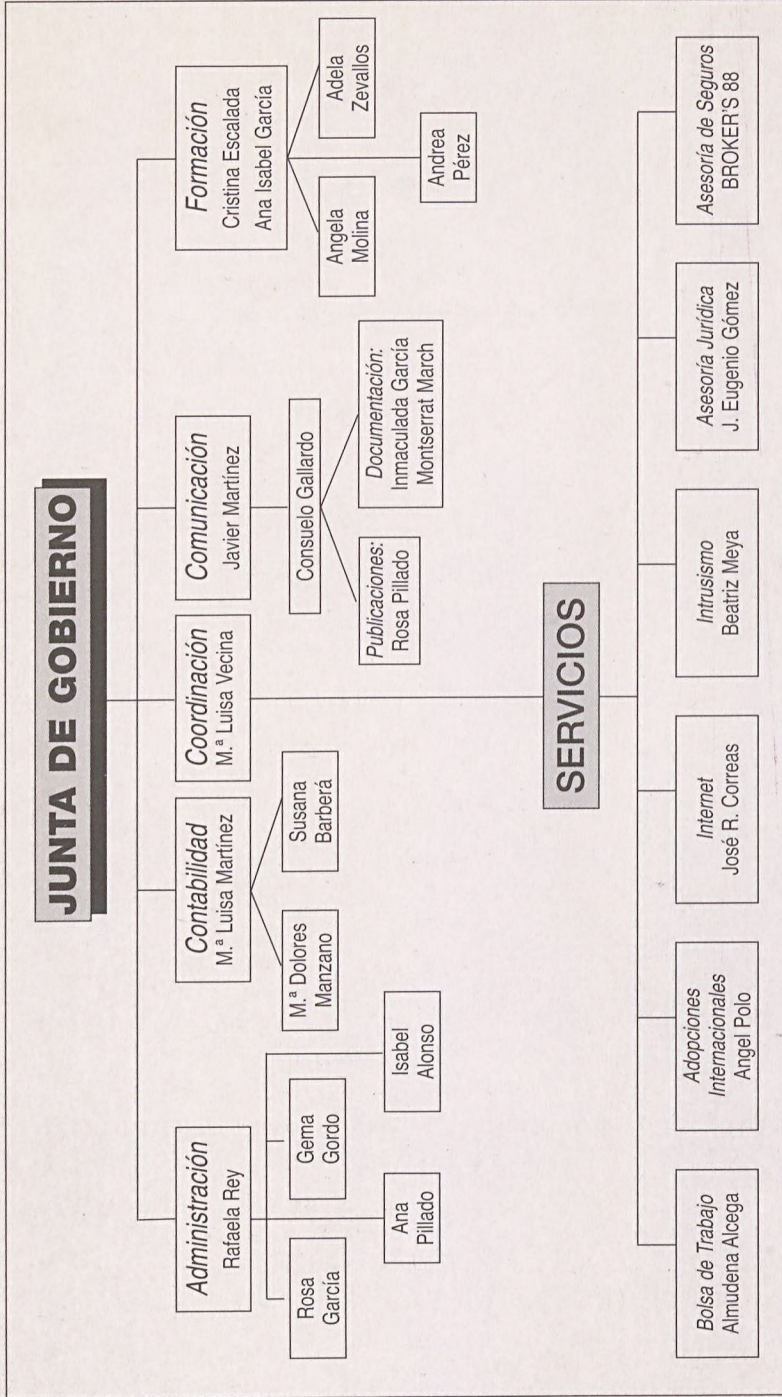 JUNTA DE GOBIERNO
Administración
Rafaela Rey
Rosa
García
Gema
Gordo
Ana
Pillado
Isabel
Alonso
Contabilidad
M.ª Luisa Martínez
M.ª Dolores
Manzano
Susana
Barberá
Coordinación
M.ª Luisa Vecina
Comunicación
Javier Martínez
Consuelo Gallardo
Publicaciones:
Rosa Pillado
Documentación:
Inmaculada García
Montserrat March
Formación
Cristina Escalada
Ana Isabel García
Angela
Molina
Adela
Zevallos
Andrea
Pérez
SERVICIOS
Bolsa de Trabajo
Almudena Alcega
Adopciones
Internacionales
Angel Polo
Internet
José R. Correas
Intrusismo
Beatriz Meya
Asesoría Jurídica
J. Eugenio Gómez
Asesoría de Seguros
BROKER'S 88